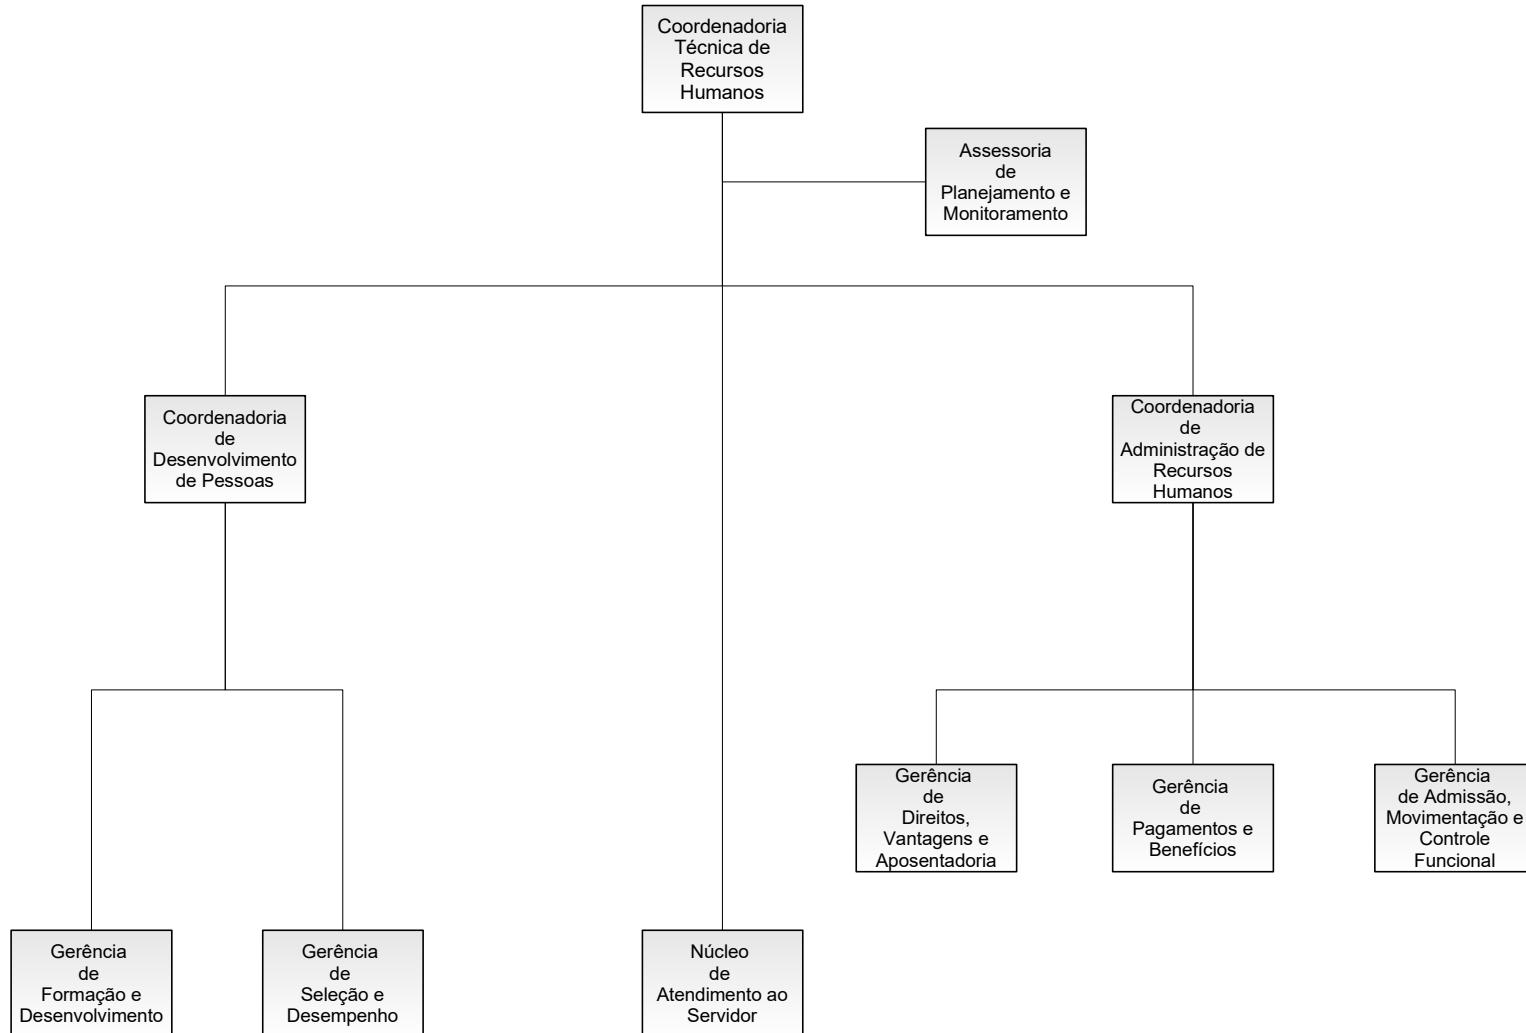 Coordenadoria
Técnica de
Recursos
Humanos
Assessoria
de
Planejamento e
Monitoramento
Coordenadoria
de
Desenvolvimento
de Pessoas
Coordenadoria
de
Administração de
Recursos
Humanos
Gerência
de
Direitos,
Vantagens e
Aposentadoria
Gerência
de
Pagamentos e
Benefícios
Gerência
de Admissão,
Movimentação e
Controle
Funcional
Gerência
de
Formação e
Desenvolvimento
Gerência
de
Seleção e
Desempenho
Núcleo
de
Atendimento ao
Servidor